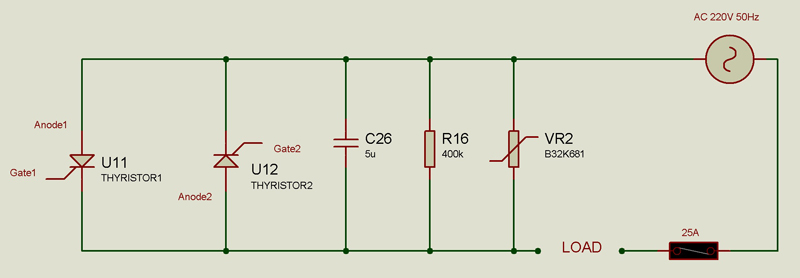 AC 220V 50Hz
Anode1
Gate1
U11
THYRISTOR1
Gate2
U12
THYRISTOR2
Anode2
C26
5u
R16
400k
VR2
B32K681
LOAD
25A